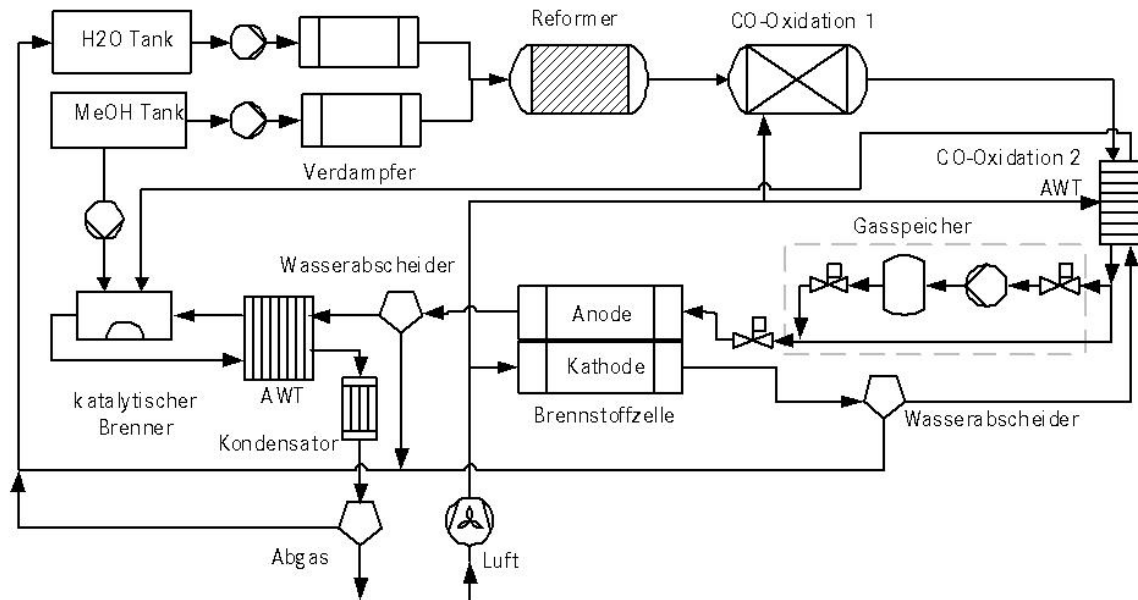 Reformer
CO-Oxidation 1
H2O Tank
MeOH Tank
Verdampfer
CO-Oxidation 2
AWT
Gasspeicher
Wasserabscheider
Anode
Kathode
AWT
katalytischer
Brenner
Brennstoffzelle
Wasserabscheider
Kondensator
Abgas
Luft